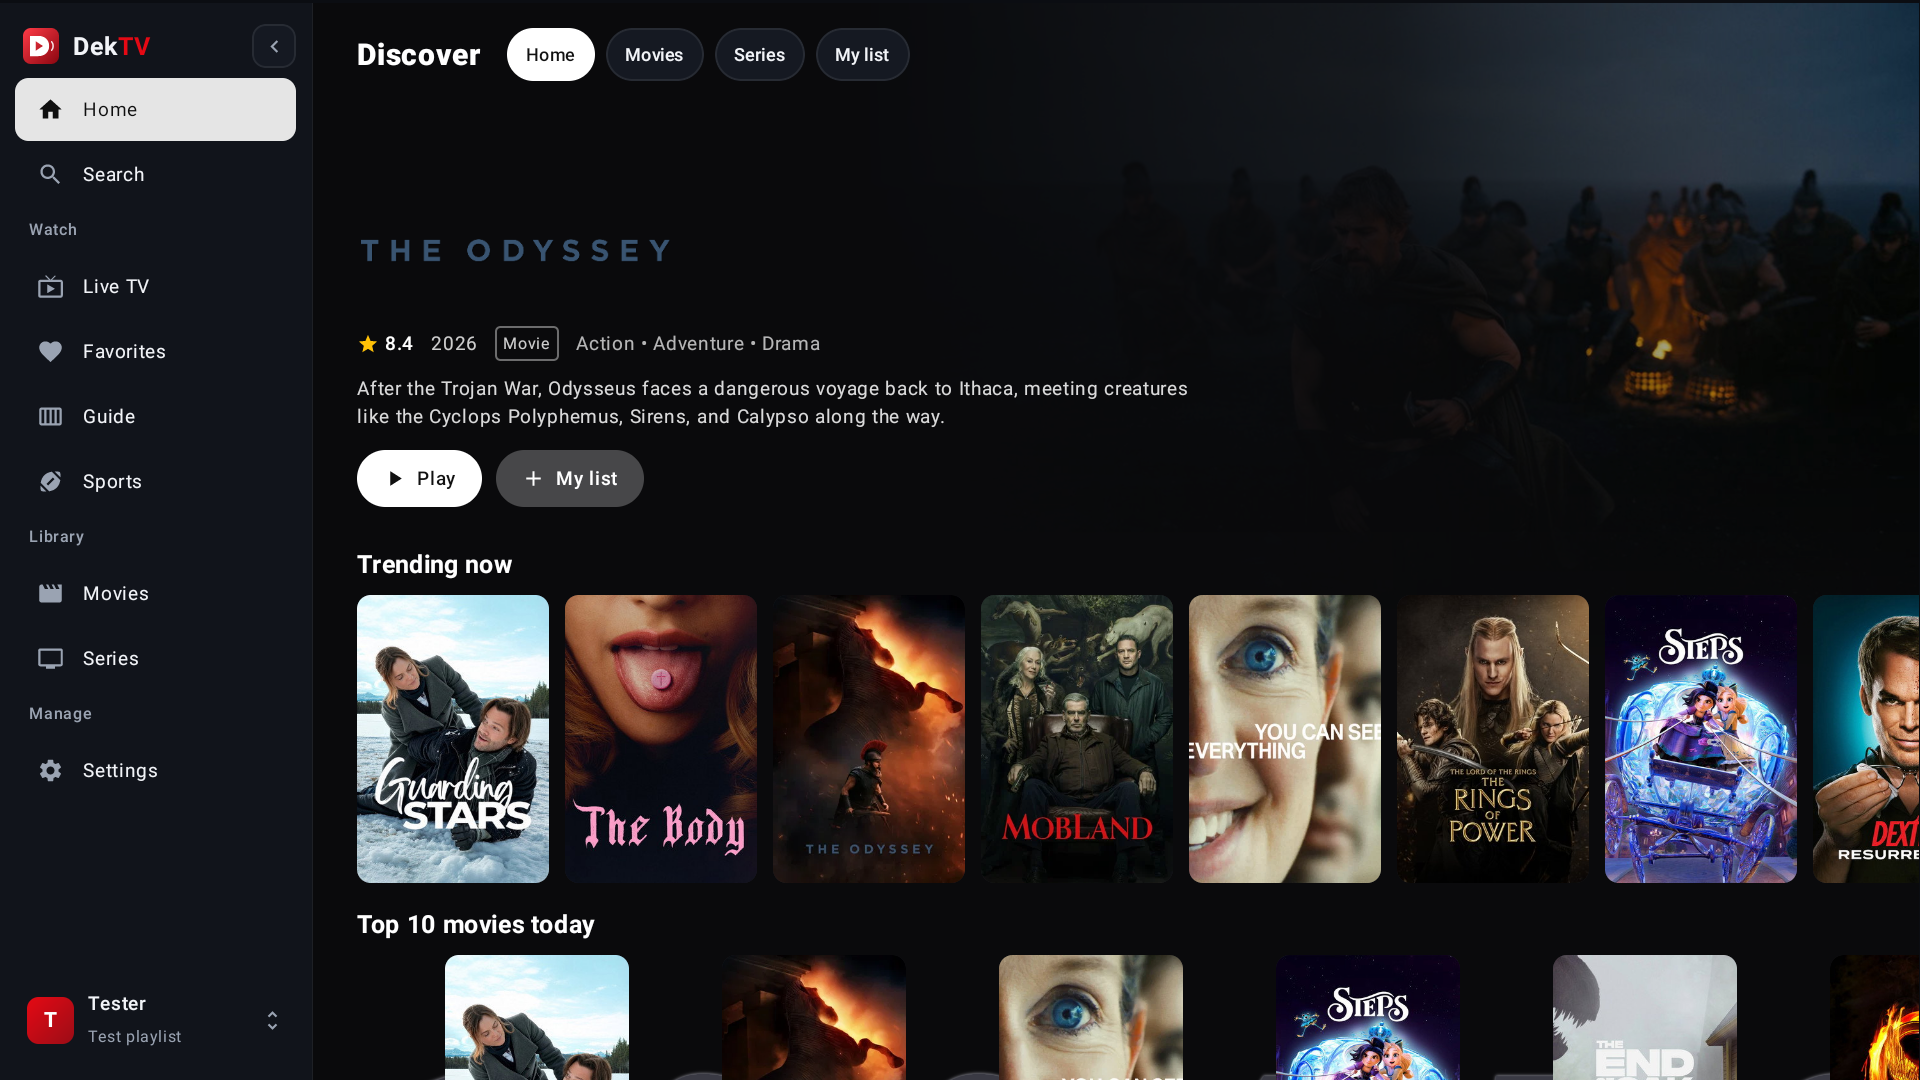 DekTV
Home
Search
Watch
Live TV
Favorites
Guide
Sports
Library
Movies
Series
Manage
Settings
T
Tester
Test playlist
Discover
Home
Movies
Series
My list
THE ODYSSEY
8.4 2026 Movie Action • Adventure • Drama
After the Trojan War, Odysseus faces a dangerous voyage back to Ithaca, meeting creatures
like the Cyclops Polyphemus, Sirens, and Calypso along the way.
Play
My list
Trending now
Guarding
STARS
The Body
THE ODYSSEY
MOBLAND
YOU CAN SEE
EVERYTHING
THE LORD OF THE RINGS
THE
RINGS
OF
POWER
STEPS
DEXT
RESURRE
Top 10 movies today
STEPS
THE
END